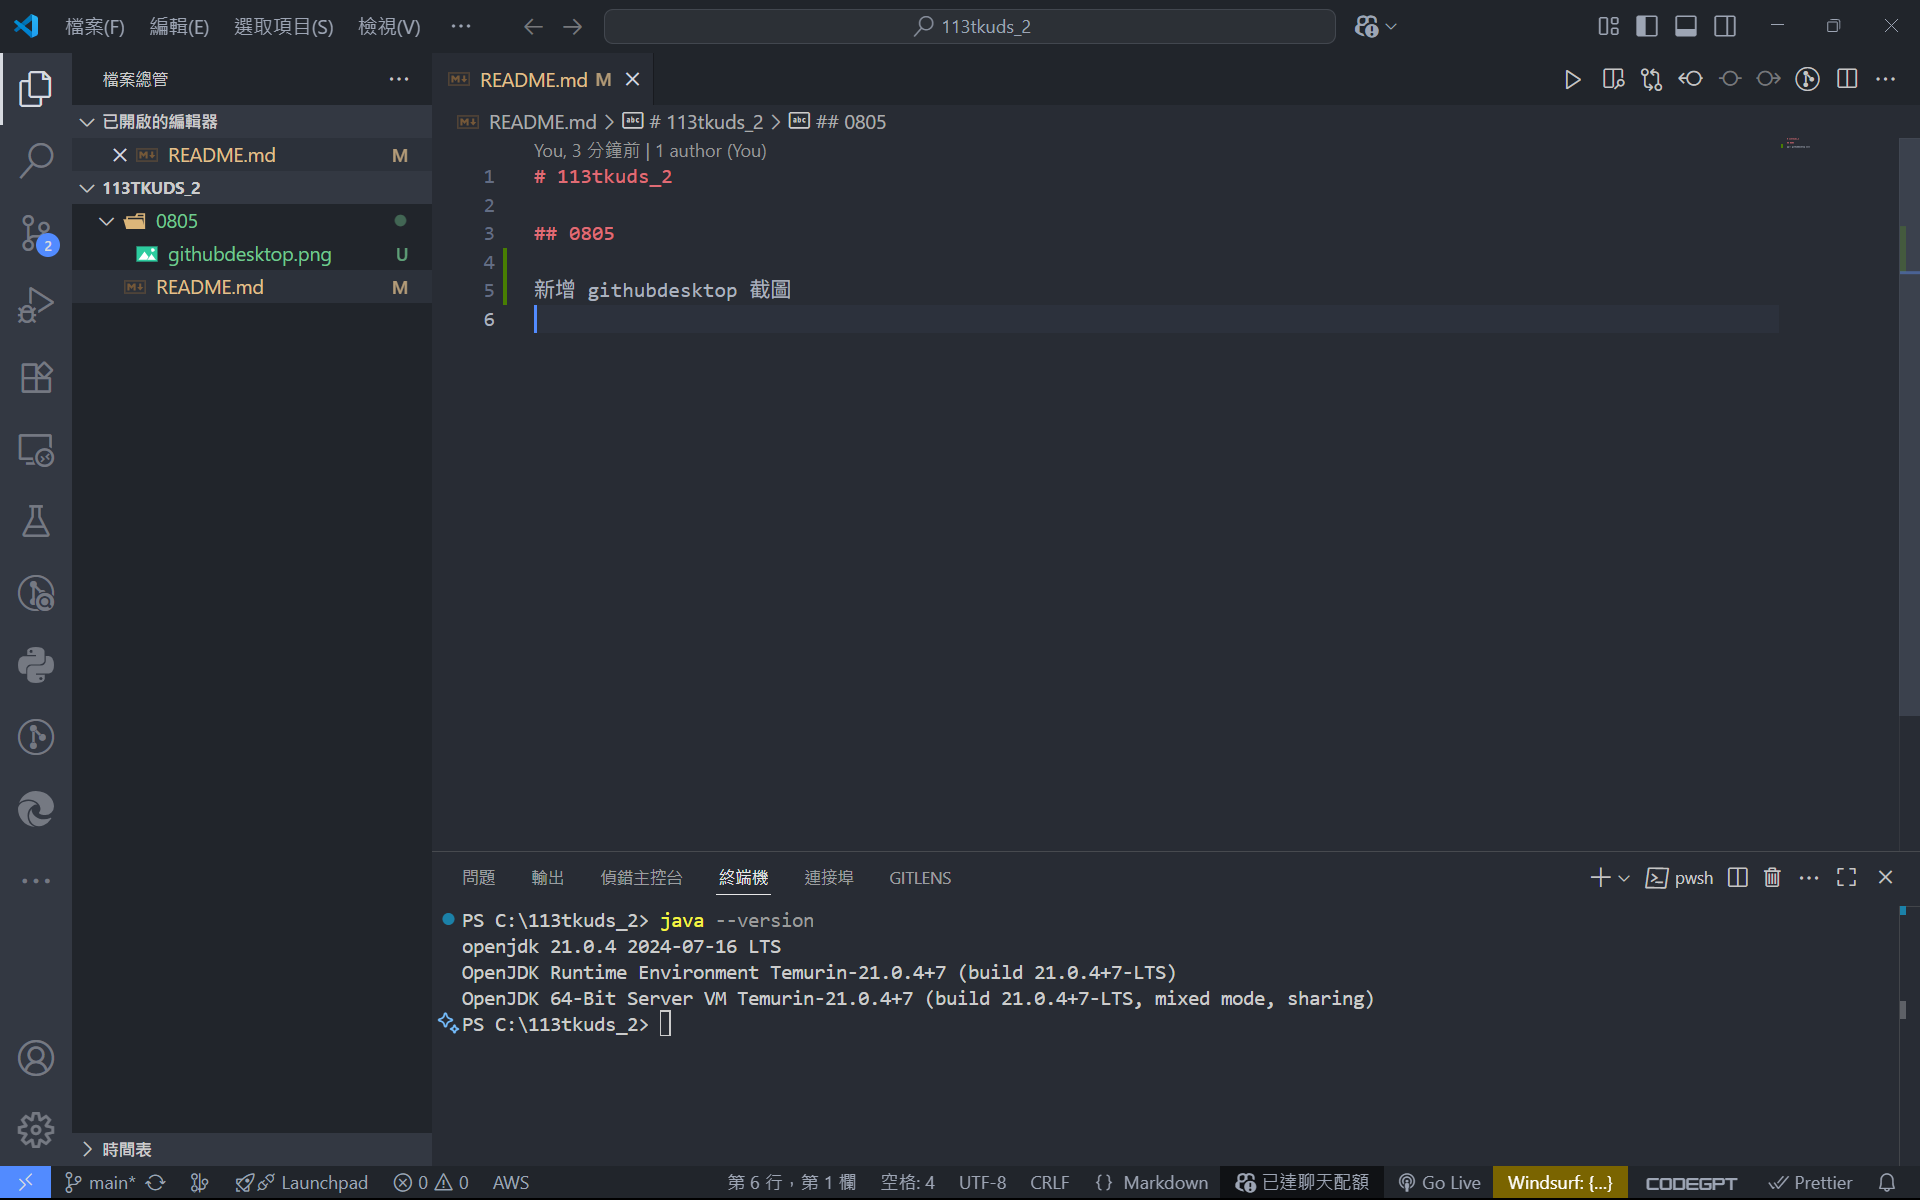 檔案(F) 編輯(E) 選取項目(S) 檢視(V) ··· 113tkuds_2
檔案總管
已開啟的編輯器
README.md M
113TKUDS_2
0805
githubdesktop.png U
README.md M
時間表
README.md M
README.md > # 113tkuds_2 > ## 0805
You, 3 分鐘前 | 1 author (You)
1 # 113tkuds_2
2
3 ## 0805
4
5 新增 githubdesktop 截圖
6
問題 輸出 偵錯主控台 終端機 連接埠 GITLENS pwsh
PS C:\113tkuds_2> java --version
openjdk 21.0.4 2024-07-16 LTS
OpenJDK Runtime Environment Temurin-21.0.4+7 (build 21.0.4+7-LTS)
OpenJDK 64-Bit Server VM Temurin-21.0.4+7 (build 21.0.4+7-LTS, mixed mode, sharing)
PS C:\113tkuds_2>
2
main* Launchpad 0 0 AWS 第 6 行，第 1 欄 空格: 4 UTF-8 CRLF {} Markdown 已達聊天配額 Go Live Windsurf: {...} CODEGPT Prettier